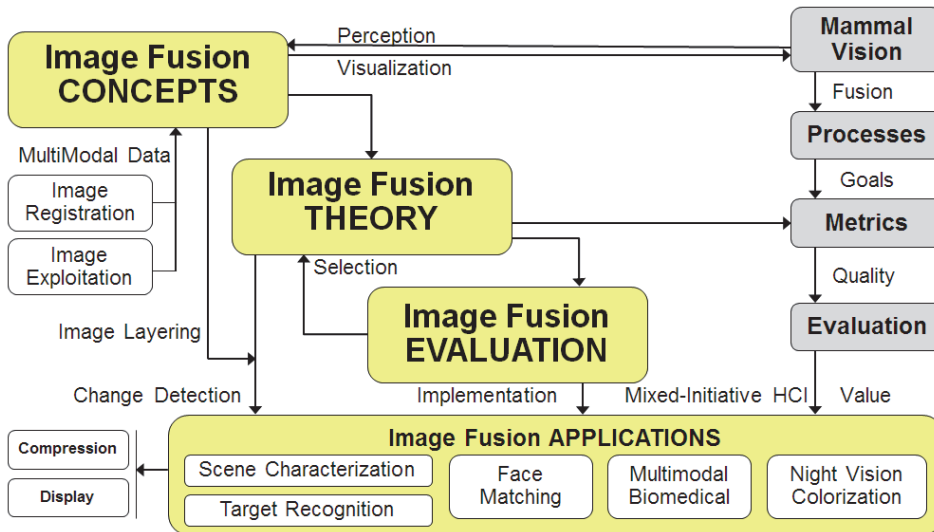 Image Fusion
CONCEPTS
Perception
Visualization
Mammal
Vision
Fusion
Processes
Goals
Metrics
Quality
Evaluation
MultiModal Data
Image
Registration
Image
Exploitation
Image Fusion
THEORY
Selection
Image Fusion
EVALUATION
Image Layering
Change Detection
Implementation
Mixed-Initiative HCI
Value
Image Fusion APPLICATIONS
Compression
Display
Scene Characterization
Target Recognition
Face
Matching
Multimodal
Biomedical
Night Vision
Colorization